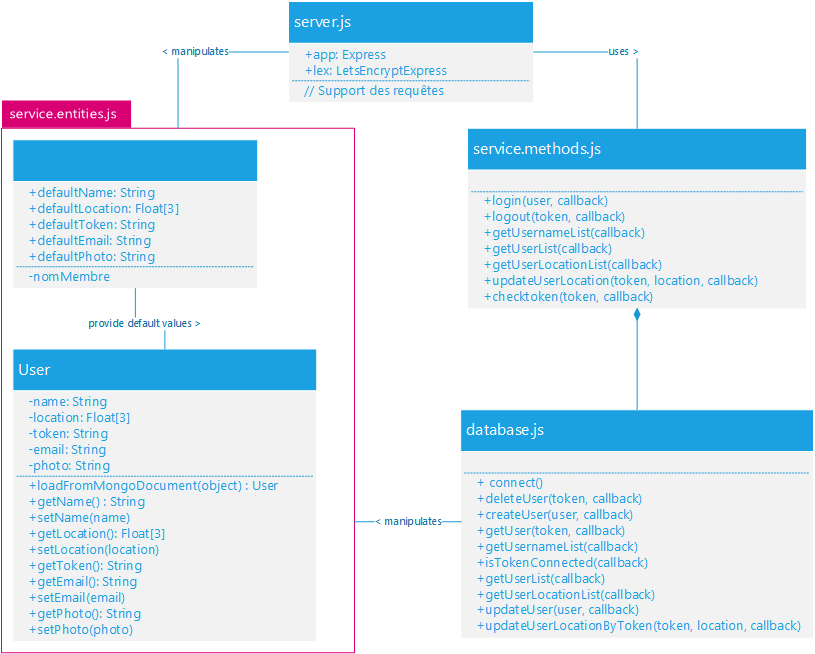 server.js
+app: Express
+lex: LetsEncryptExpress
// Support des requêtes
< manipulates
uses >
service.entities.js
+defaultName: String
+defaultLocation: Float[3]
+defaultToken: String
+defaultEmail: String
+defaultPhoto: String
-nomMembre
provide default values >
User
-name: String
-location: Float[3]
-token: String
-email: String
-photo: String
+loadFromMongoDocument(object) : User
+getName() : String
+setName(name)
+getLocation(): Float[3]
+setLocation(location)
+getToken(): String
+getEmail(): String
+setEmail(email)
+getPhoto(): String
+setPhoto(photo)
service.methods.js
+login(user, callback)
+logout(token, callback)
+getUsernameList(callback)
+getUserList(callback)
+getUserLocationList(callback)
+updateUserLocation(token, location, callback)
+checktoken(token, callback)
< manipulates
database.js
+ connect()
+deleteUser(token, callback)
+createUser(user, callback)
+getUser(token, callback)
+getUsernameList(callback)
+isTokenConnected(callback)
+getUserList(callback)
+getUserLocationList(callback)
+updateUser(user, callback)
+updateUserLocationByToken(token, location, callback)